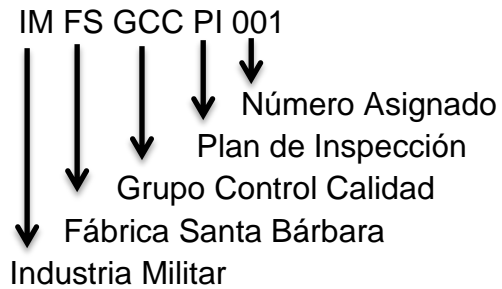 IM FS GCC PI 001
Número Asignado
Plan de Inspección
Grupo Control Calidad
Fábrica Santa Bárbara
Industria Militar